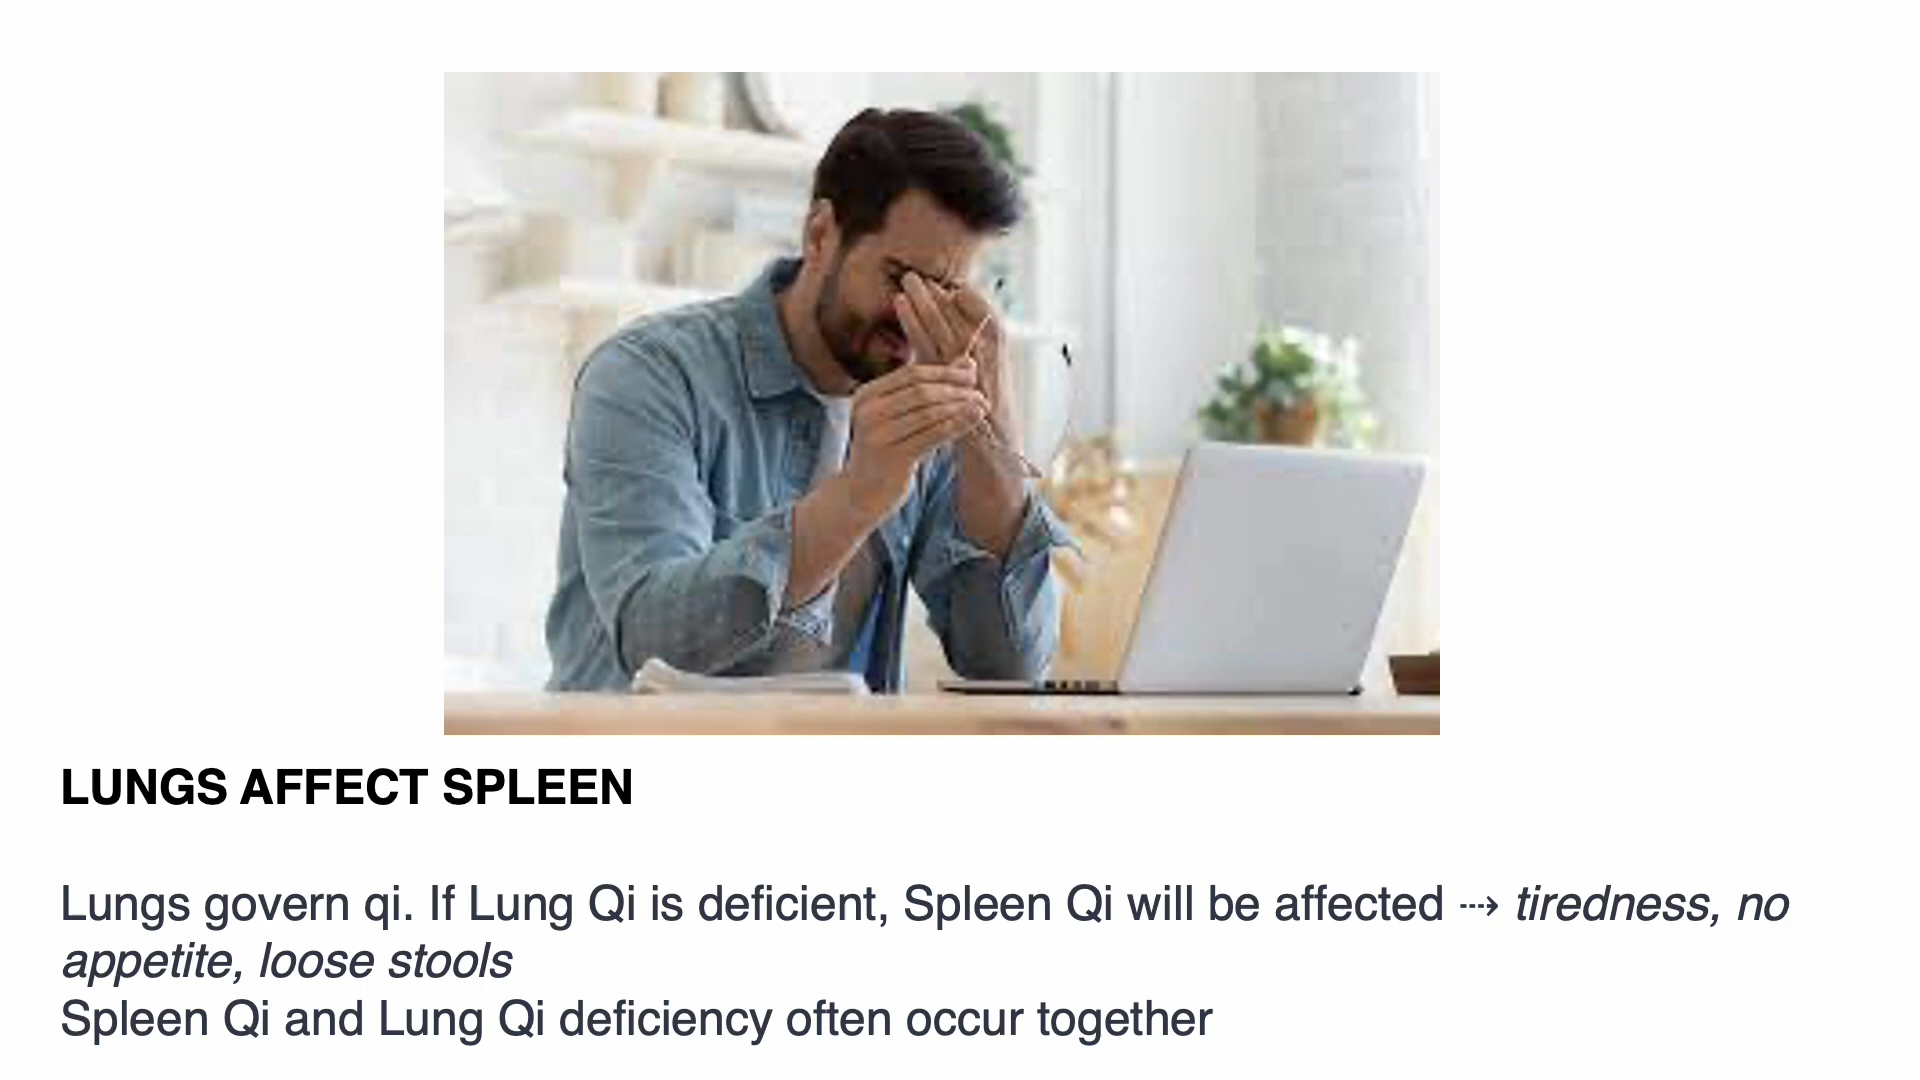 LUNGS AFFECT SPLEEN
Lungs govern qi. If Lung Qi is deficient, Spleen Qi will be affected ⇢ tiredness, no
appetite, loose stools
Spleen Qi and Lung Qi deficiency often occur together